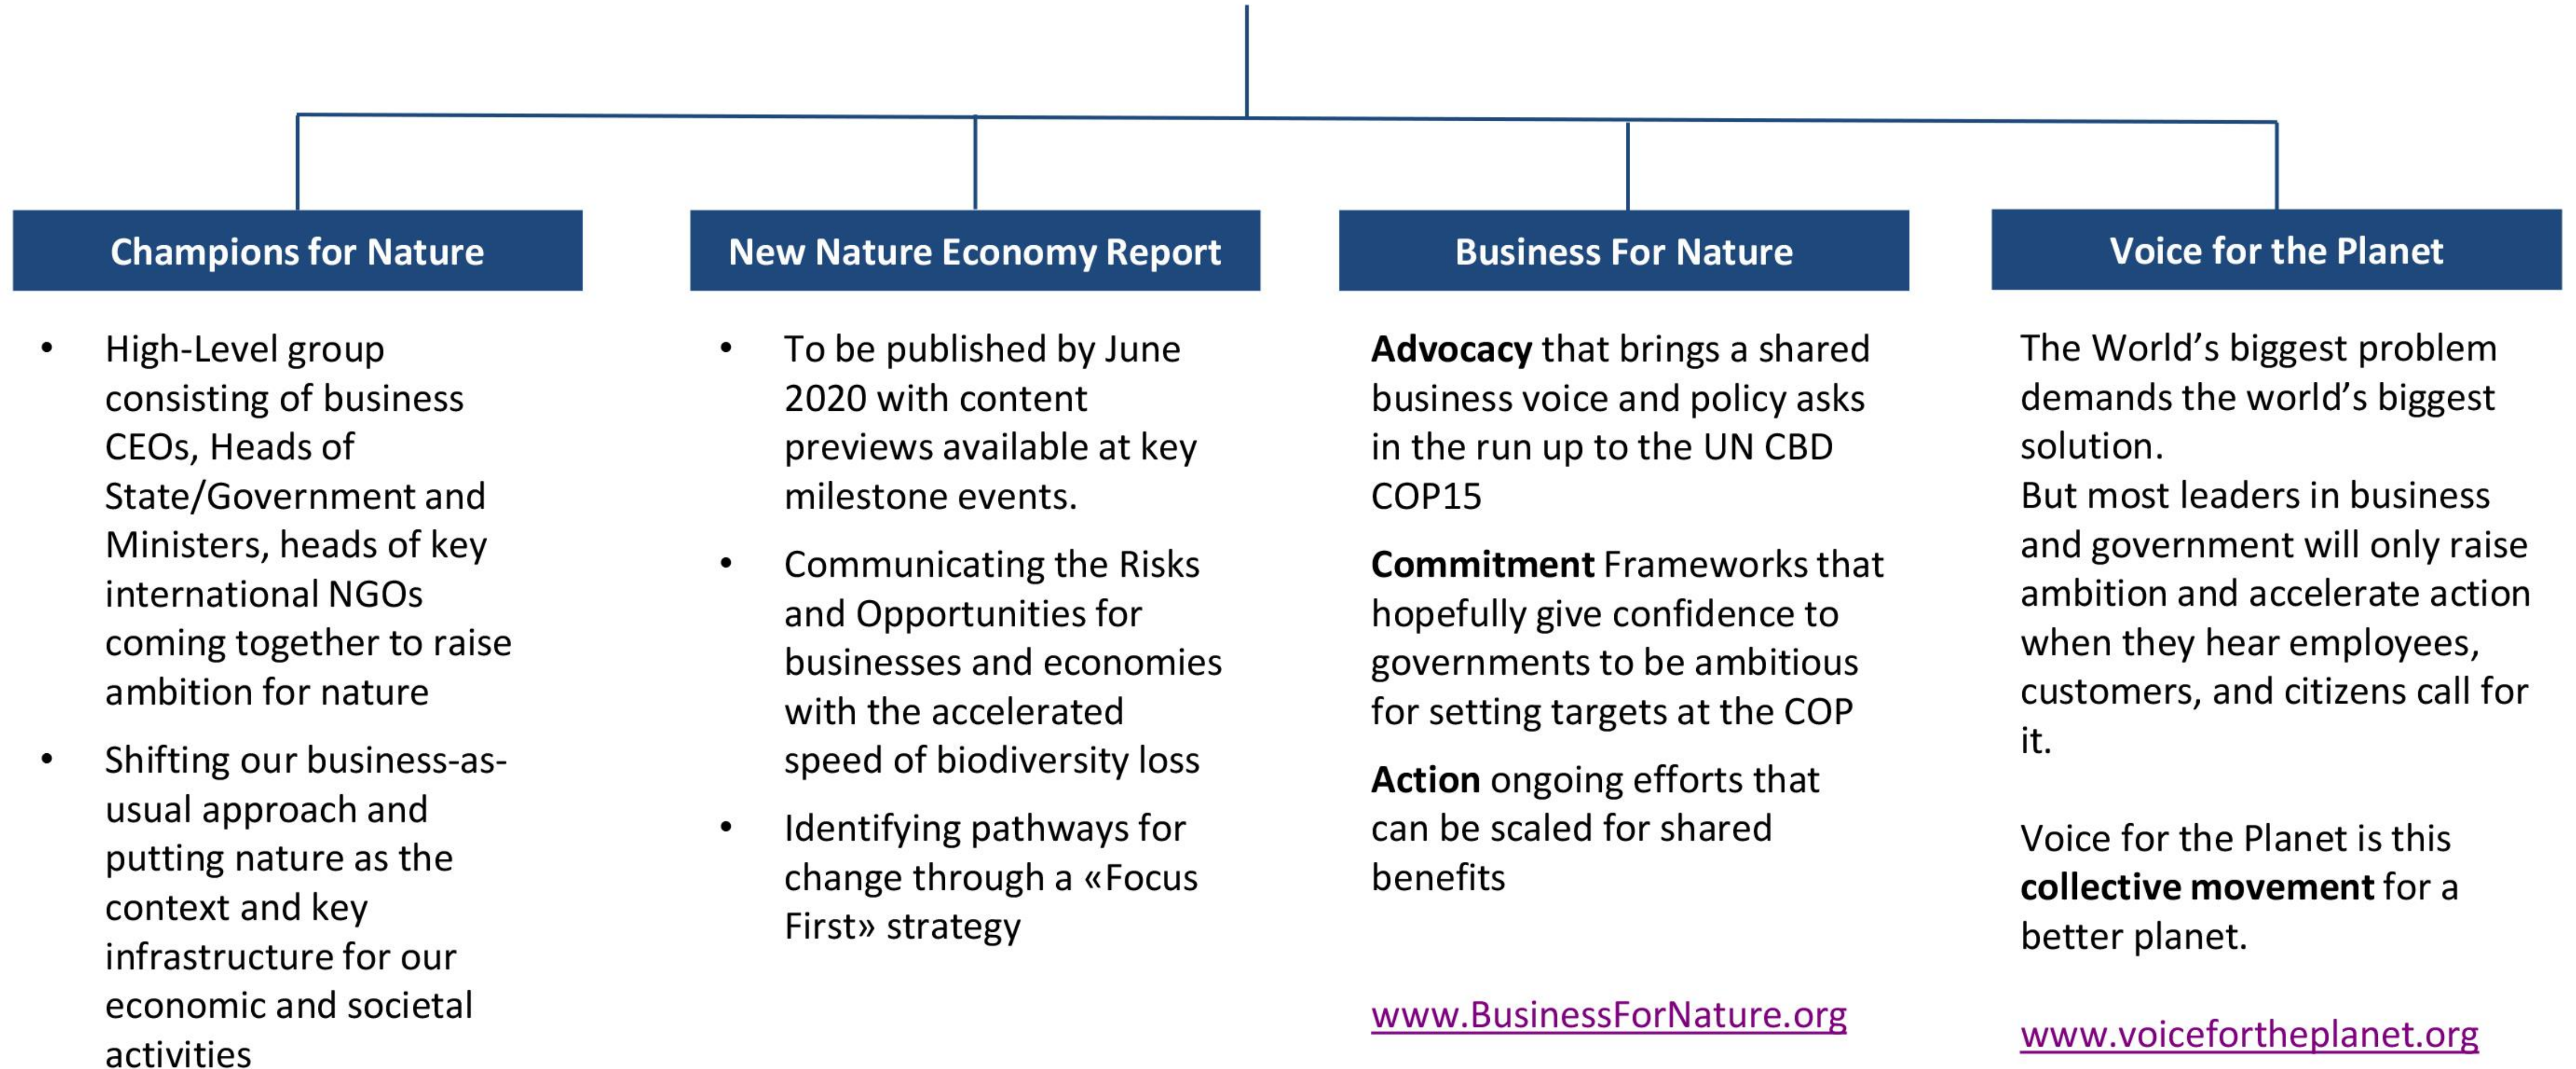 Champions for Nature
• High-Level group
consisting of business
CEOs, Heads of
State/Government and
Ministers, heads of key
international NGOs
coming together to raise
ambition for nature
• Shifting our business-as-
usual approach and
putting nature as the
context and key
infrastructure for our
economic and societal
activities
New Nature Economy Report
• To be published by June
2020 with content
previews available at key
milestone events.
• Communicating the Risks
and Opportunities for
businesses and economies
with the accelerated
speed of biodiversity loss
• Identifying pathways for
change through a «Focus
First» strategy
Business For Nature
Advocacy that brings a shared
business voice and policy asks
in the run up to the UN CBD
COP15
Commitment Frameworks that
hopefully give confidence to
governments to be ambitious
for setting targets at the COP
Action ongoing efforts that
can be scaled for shared
benefits
www.BusinessForNature.org
Voice for the Planet
The World’s biggest problem
demands the world’s biggest
solution.
But most leaders in business
and government will only raise
ambition and accelerate action
when they hear employees,
customers, and citizens call for
it.
Voice for the Planet is this
collective movement for a
better planet.
www.voicefortheplanet.org